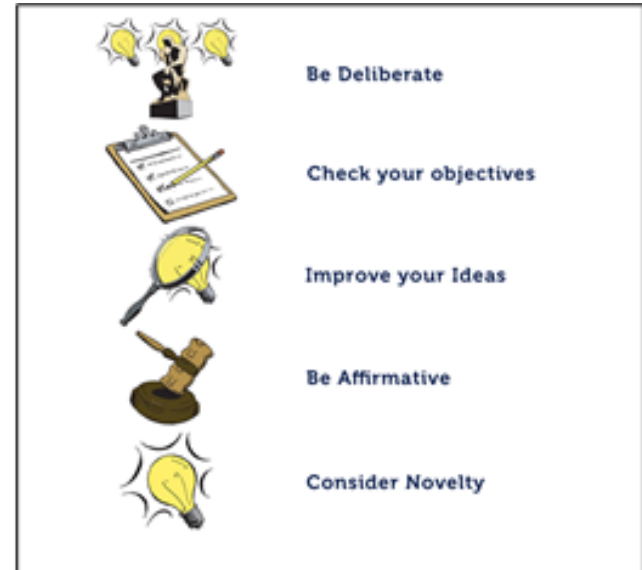 Be Deliberate
Check your objectives
Improve your Ideas
Be Affirmative
Consider Novelty